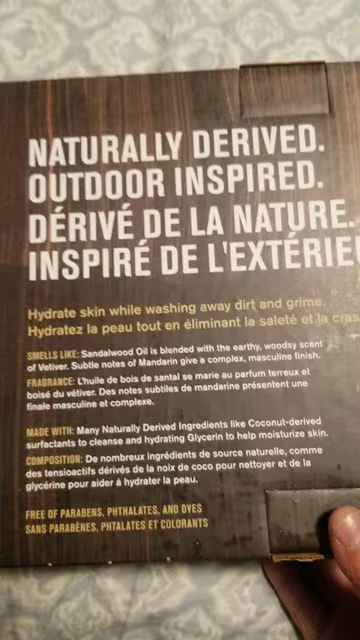 NATURALLY DERIVED.
OUTDOOR INSPIRED.
DÉRIVÉ DE LA NATURE.
INSPIRÉ DE L'EXTÉRIEU
Hydrate skin while washing away dirt and grime.
Hydratez la peau tout en éliminant la saleté et la cras
SMELLS LIKE: Sandalwood Oil is blended with the earthy, woodsy scent
of Vetiver. Subtle notes of Mandarin give a complex, masculine finish.
FRAGRANCE: L'huile de bois de santal se marie au parfum terreux et
boisé du vétiver. Des notes subtiles de mandarine présentent une
finale masculine et complexe.
MADE WITH: Many Naturally Derived Ingredients like Coconut-derived
surfactants to cleanse and hydrating Glycerin to help moisturize skin.
COMPOSITION: De nombreux ingrédients de source naturelle, comme
des tensioactifs dérivés de la noix de coco pour nettoyer et de la
glycérine pour aider à hydrater la peau.
FREE OF PARABENS, PHTHALATES, AND DYES
SANS PARABÈNES, PHTALATES ET COLORANTS